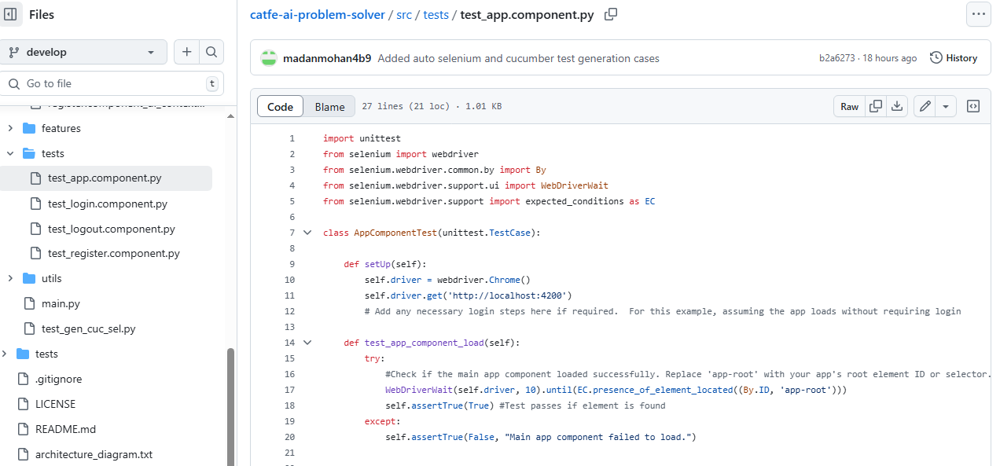 Files
develop
Go to file
t
features
tests
test_app.component.py
test_login.component.py
test_logout.component.py
test_register.component.py
utils
main.py
test_gen_cuc_sel.py
tests
.gitignore
LICENSE
README.md
architecture_diagram.txt
catfe-ai-problem-solver / src / tests / test_app.component.py
madanmohan4b9 Added auto selenium and cucumber test generation cases
b2a6273 · 18 hours ago History
Code Blame 27 lines (21 loc) · 1.01 KB
Raw
1 import unittest
2 from selenium import webdriver
3 from selenium.webdriver.common.by import By
4 from selenium.webdriver.support.ui import WebDriverWait
5 from selenium.webdriver.support import expected_conditions as EC
6
7 class AppComponentTest(unittest.TestCase):
8
9 def setUp(self):
10 self.driver = webdriver.Chrome()
11 self.driver.get('http://localhost:4200')
12 # Add any necessary login steps here if required.  For this example, assuming the app loads without requiring login
13
14 def test_app_component_load(self):
15 try:
16 #Check if the main app component loaded successfully. Replace 'app-root' with your app's root element ID or selector.
17 WebDriverWait(self.driver, 10).until(EC.presence_of_element_located((By.ID, 'app-root')))
18 self.assertTrue(True) #Test passes if element is found
19 except:
20 self.assertTrue(False, "Main app component failed to load.")
21